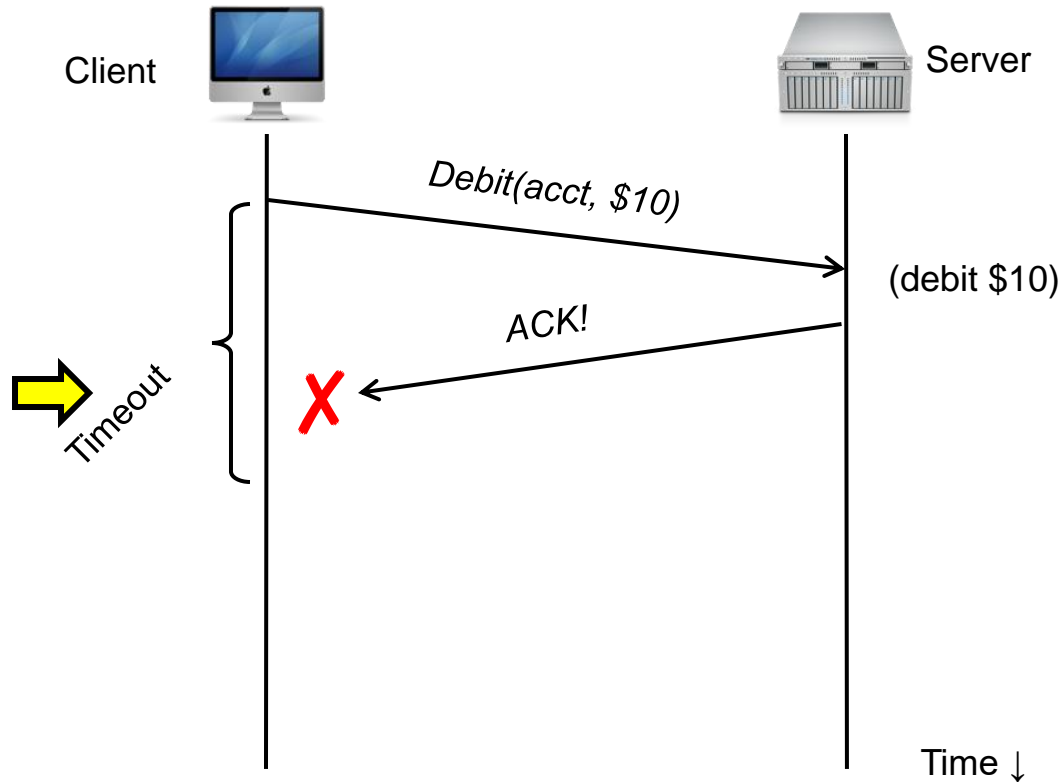 Client
Server
Debit(acct, $10)
(debit $10)
ACK!
Timeout
Time ↓